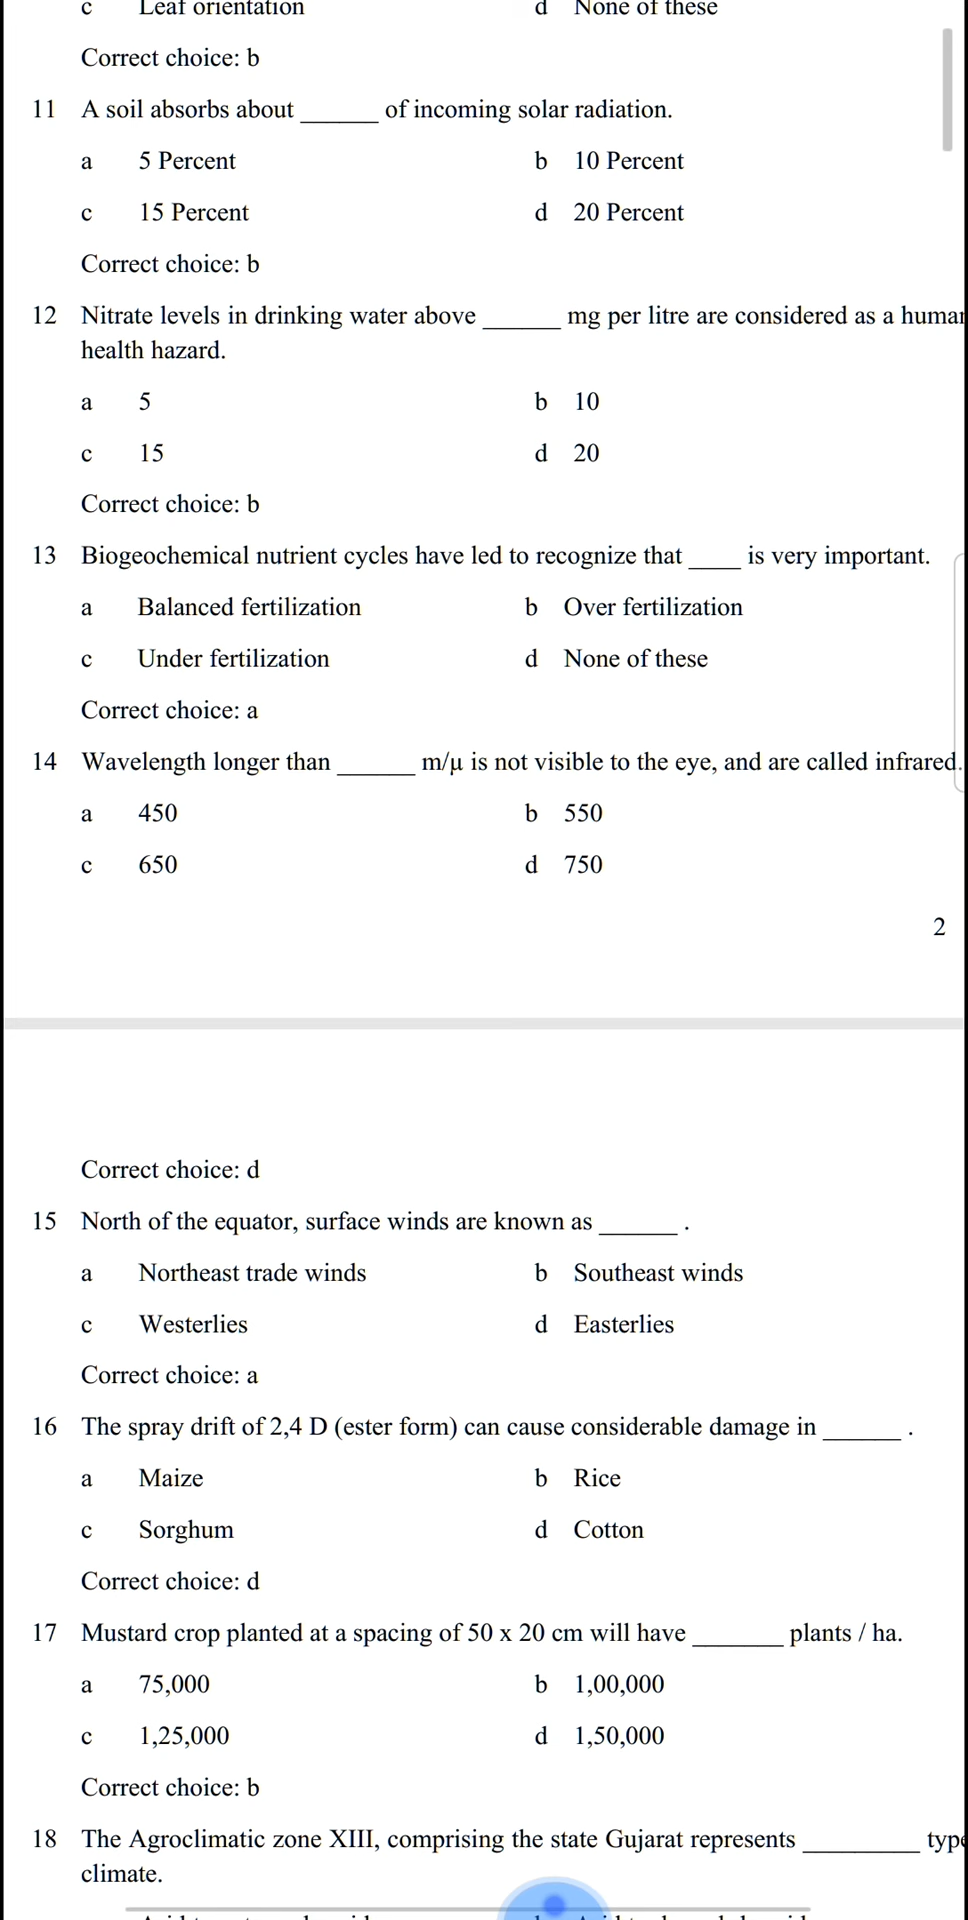 c Leaf orientation d None of these
Correct choice: b
11 A soil absorbs about ______ of incoming solar radiation.
a 5 Percent b 10 Percent
c 15 Percent d 20 Percent
Correct choice: b
12 Nitrate levels in drinking water above ______ mg per litre are considered as a human
health hazard.
a 5 b 10
c 15 d 20
Correct choice: b
13 Biogeochemical nutrient cycles have led to recognize that ____ is very important.
a Balanced fertilization b Over fertilization
c Under fertilization d None of these
Correct choice: a
14 Wavelength longer than ______ m/μ is not visible to the eye, and are called infrared.
a 450 b 550
c 650 d 750
2
Correct choice: d
15 North of the equator, surface winds are known as ______ .
a Northeast trade winds b Southeast winds
c Westerlies d Easterlies
Correct choice: a
16 The spray drift of 2,4 D (ester form) can cause considerable damage in ______ .
a Maize b Rice
c Sorghum d Cotton
Correct choice: d
17 Mustard crop planted at a spacing of 50 x 20 cm will have _______ plants / ha.
a 75,000 b 1,00,000
c 1,25,000 d 1,50,000
Correct choice: b
18 The Agroclimatic zone XIII, comprising the state Gujarat represents _________ type
climate.